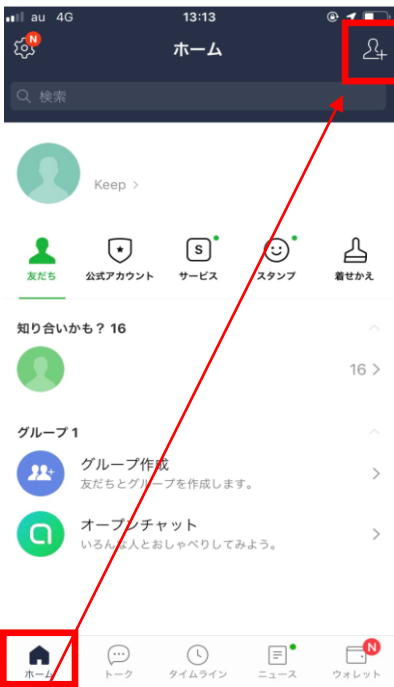 au 4G 13:13
N
ホーム
検索
Keep >
友だち 公式アカウント S サービス スタンプ 着せかえ
知り合いかも? 16
16 >
グループ 1
グループ作成
友だちとグループを作成します。
オープンチャット
いろんな人とおしゃべりしてみよう。
N
ホーム トーク タイムライン ニュース ウォレット